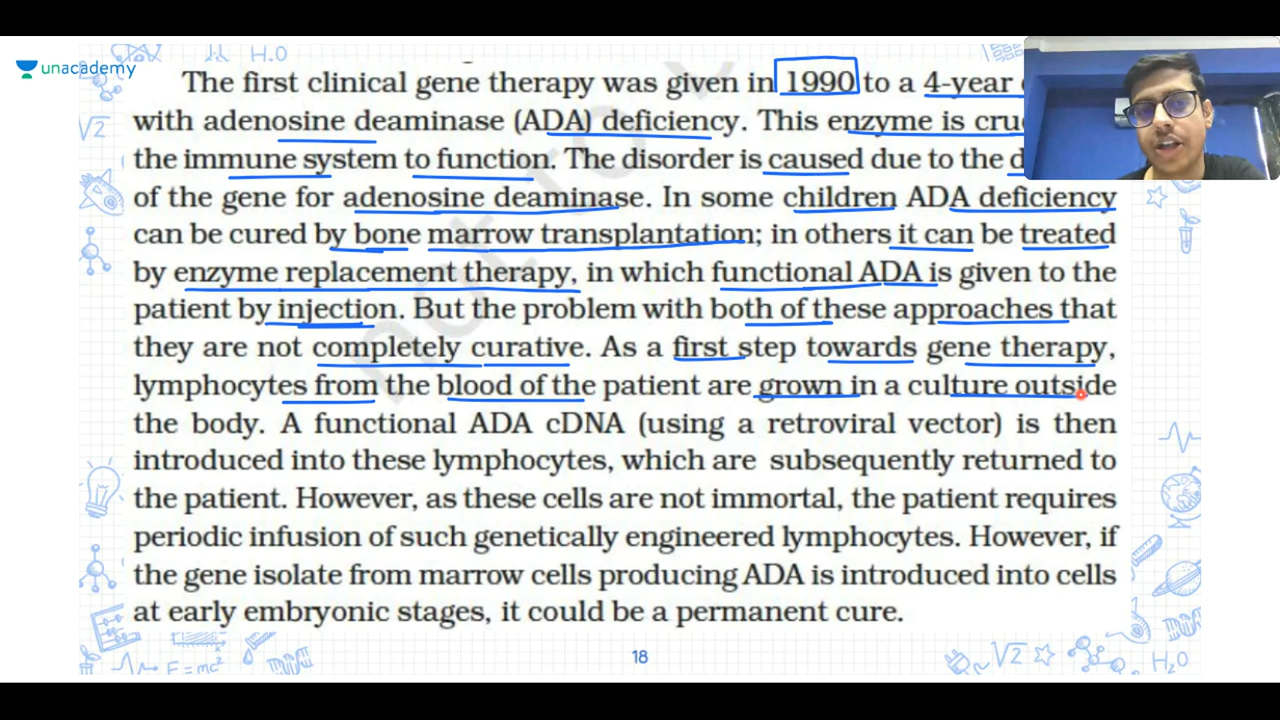 unacademy
H.O
The first clinical gene therapy was given in 1990 to a 4-year
with adenosine deaminase (ADA) deficiency. This enzyme is
the immune system to function. The disorder is caused due to the
of the gene for adenosine deaminase. In some children ADA deficiency
can be cured by bone marrow transplantation; in others it can be treated
by enzyme replacement therapy, in which functional ADA is given to the
patient by injection. But the problem with both of these approaches that
they are not completely curative. As a first step towards gene therapy,
lymphocytes from the blood of the patient are grown in a culture outside
the body. A functional ADA cDNA (using a retroviral vector) is then
introduced into these lymphocytes, which are subsequently returned to
the patient. However, as these cells are not immortal, the patient requires
periodic infusion of such genetically engineered lymphocytes. However, if
the gene isolate from marrow cells producing ADA is introduced into cells
at early embryonic stages, it could be a permanent cure.
√2
18
E=mc²
√2
H₂O